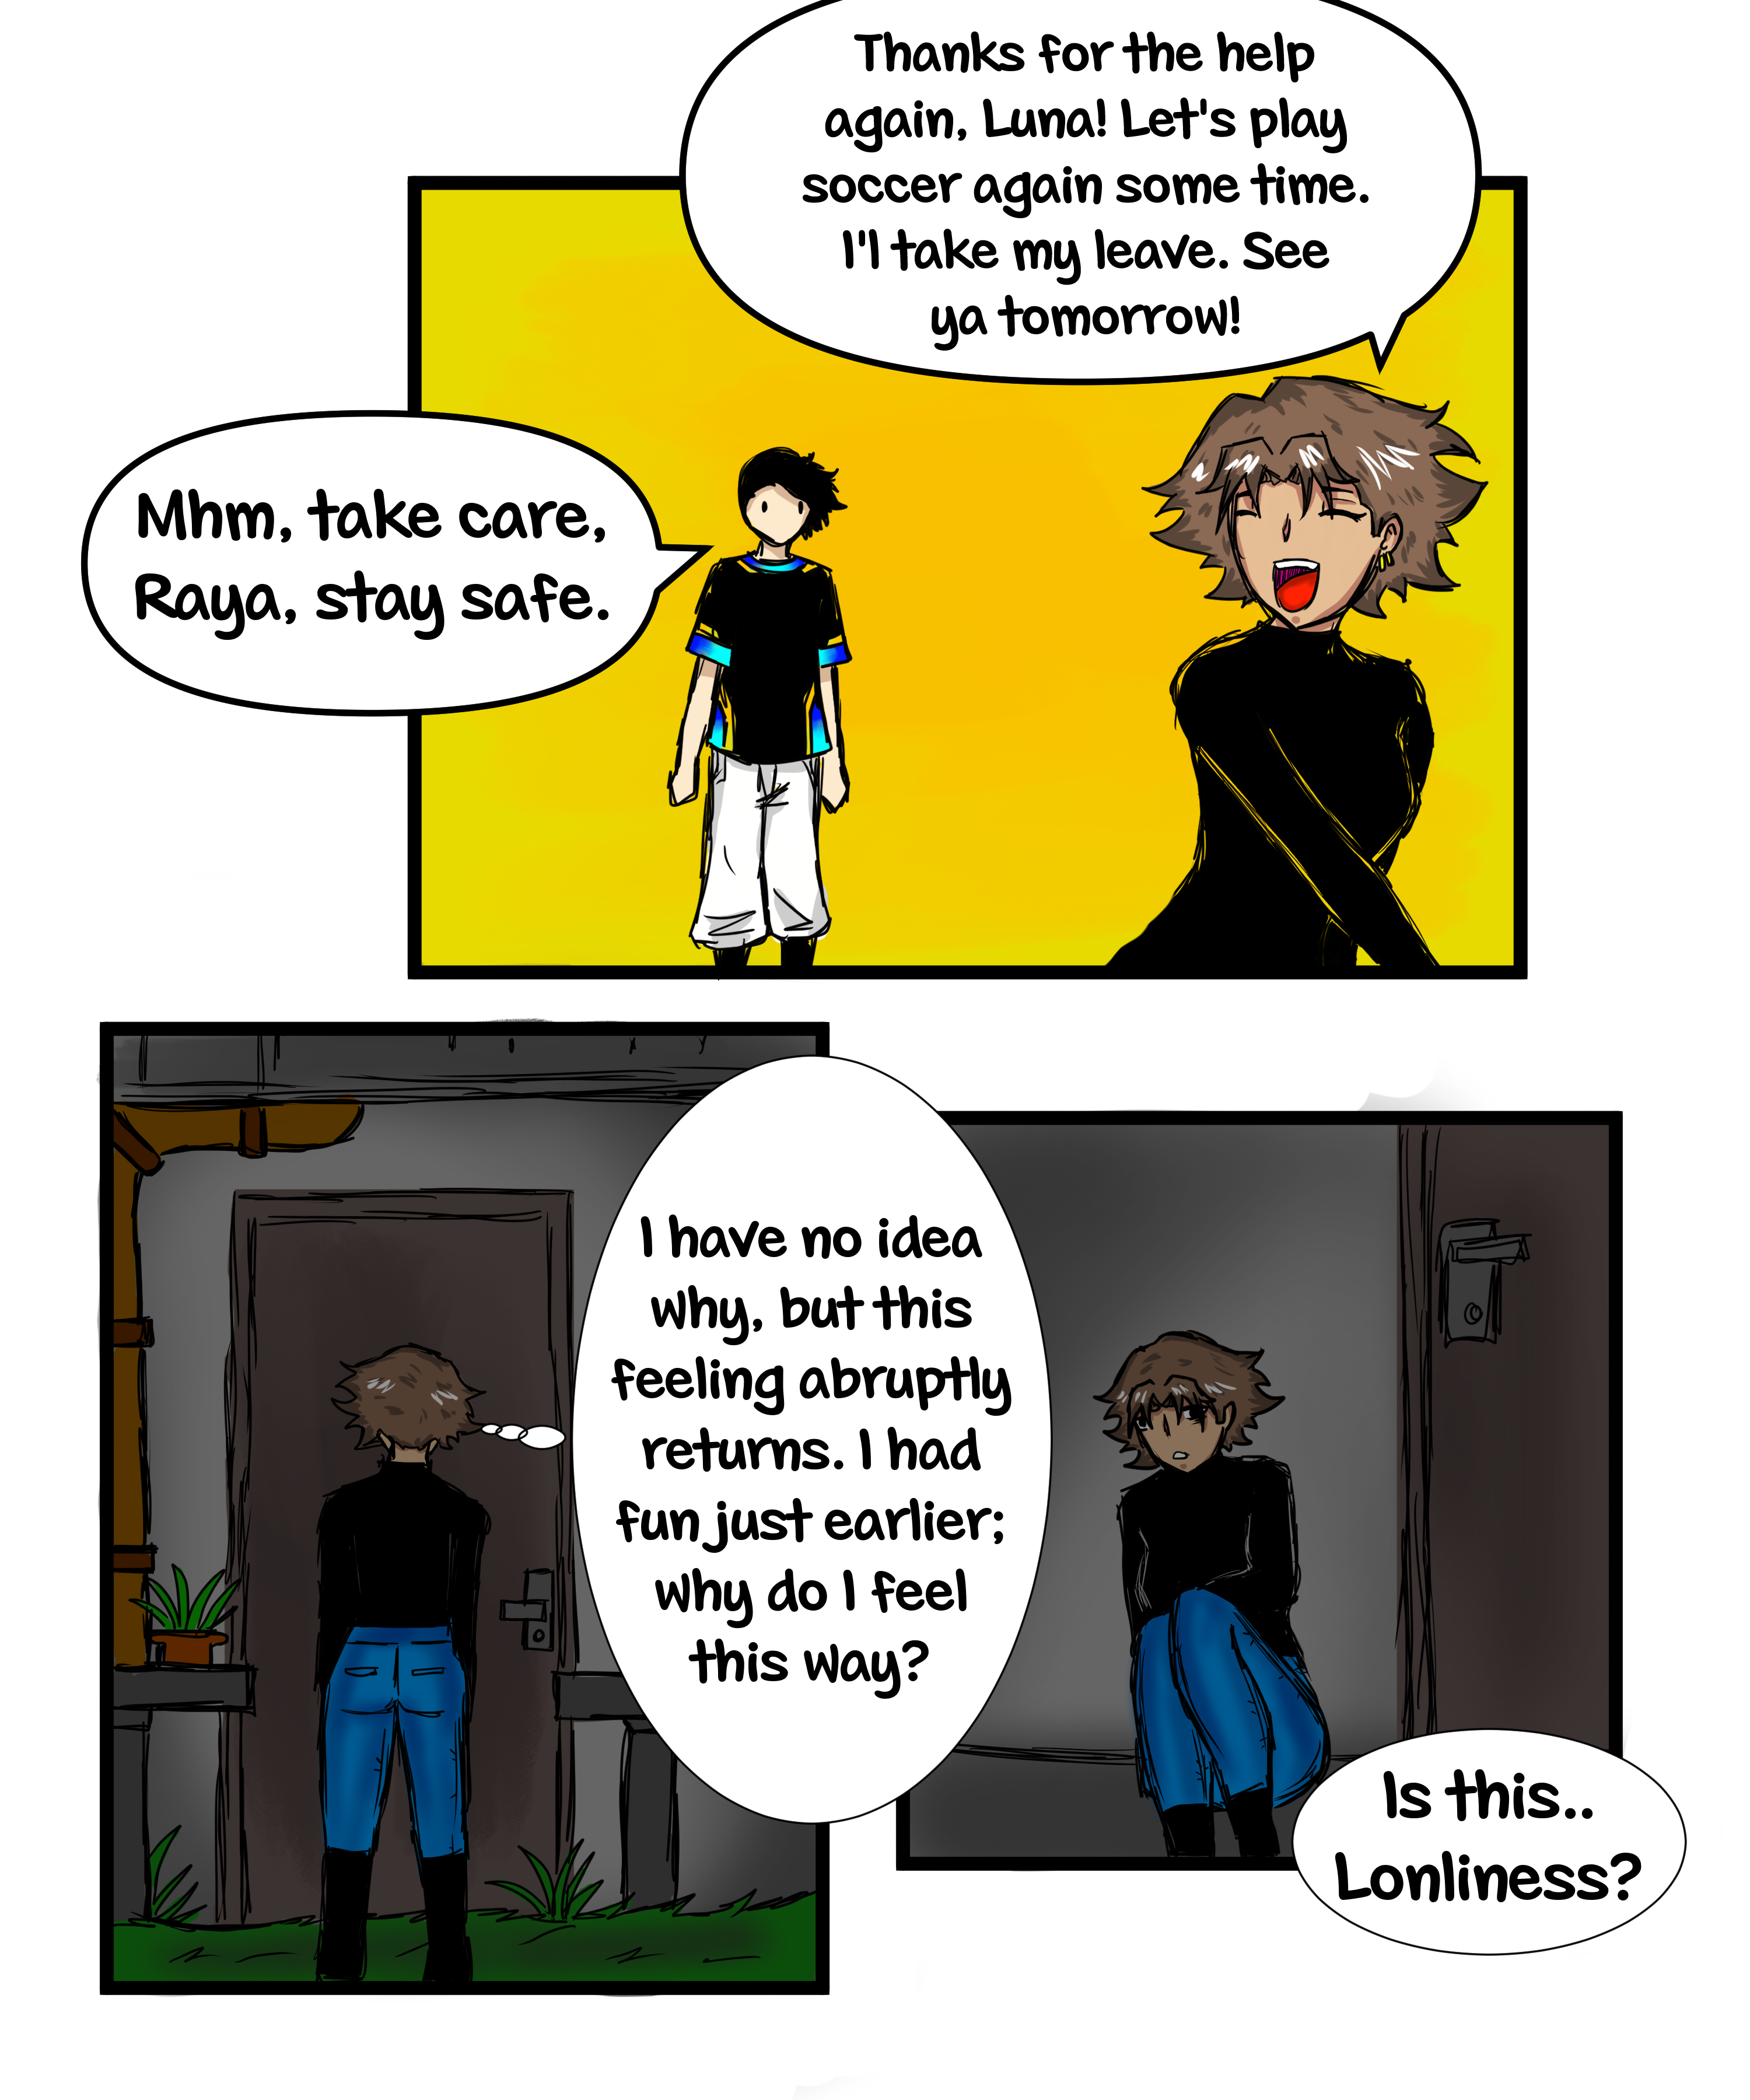 Thanks for the help
again, Luna! Let's play
soccer again some time.
I'l take my leave. See
ya tomorrow!
Mhm, take care,
Raya, stay safe.
I have no idea
why, but this
feeling abruptly
returns. I had
fun just earlier;
why do I feel
this way?
Is this..
Lonliness?